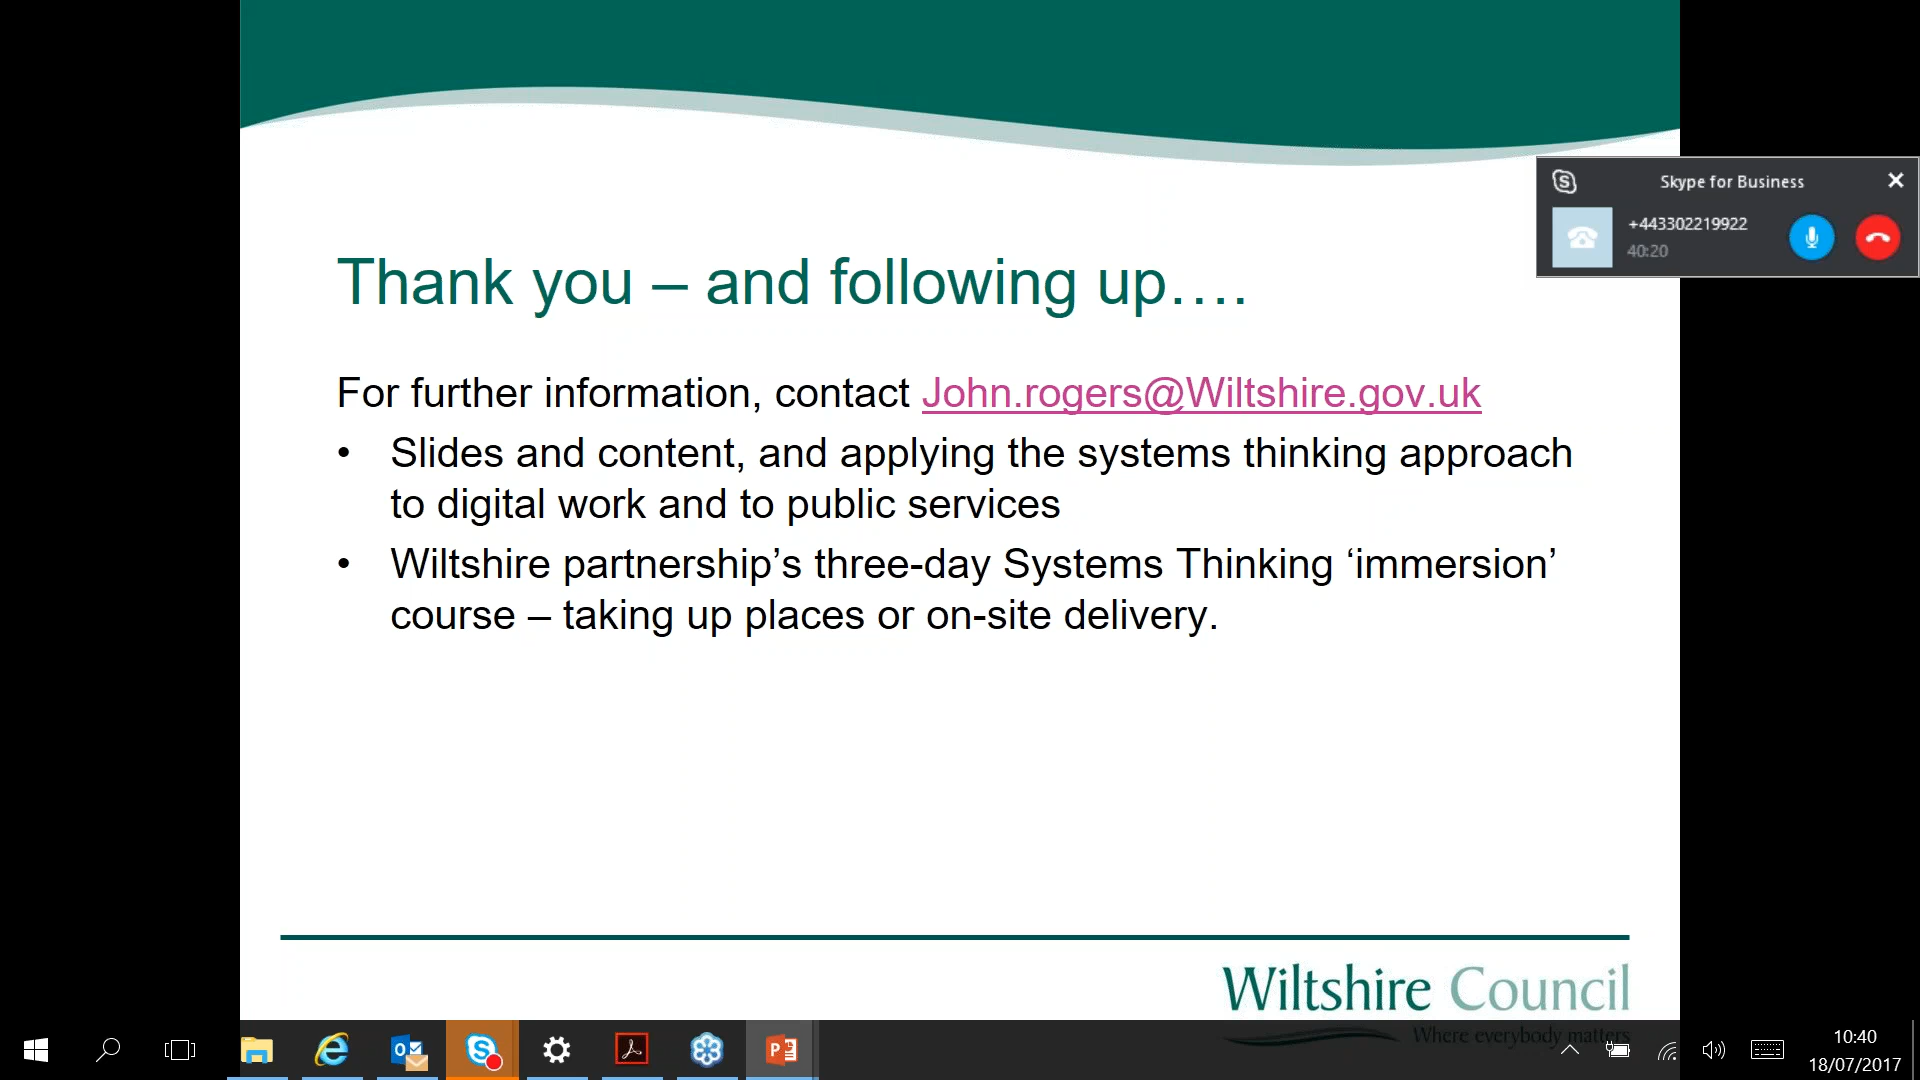 Skype for Business
+443302219922
40:20
Thank you – and following up….
For further information, contact John.rogers@Wiltshire.gov.uk
• Slides and content, and applying the systems thinking approach
to digital work and to public services
• Wiltshire partnership’s three-day Systems Thinking ‘immersion’
course – taking up places or on-site delivery.
Wiltshire Council
Where everybody matters
10:40
18/07/2017